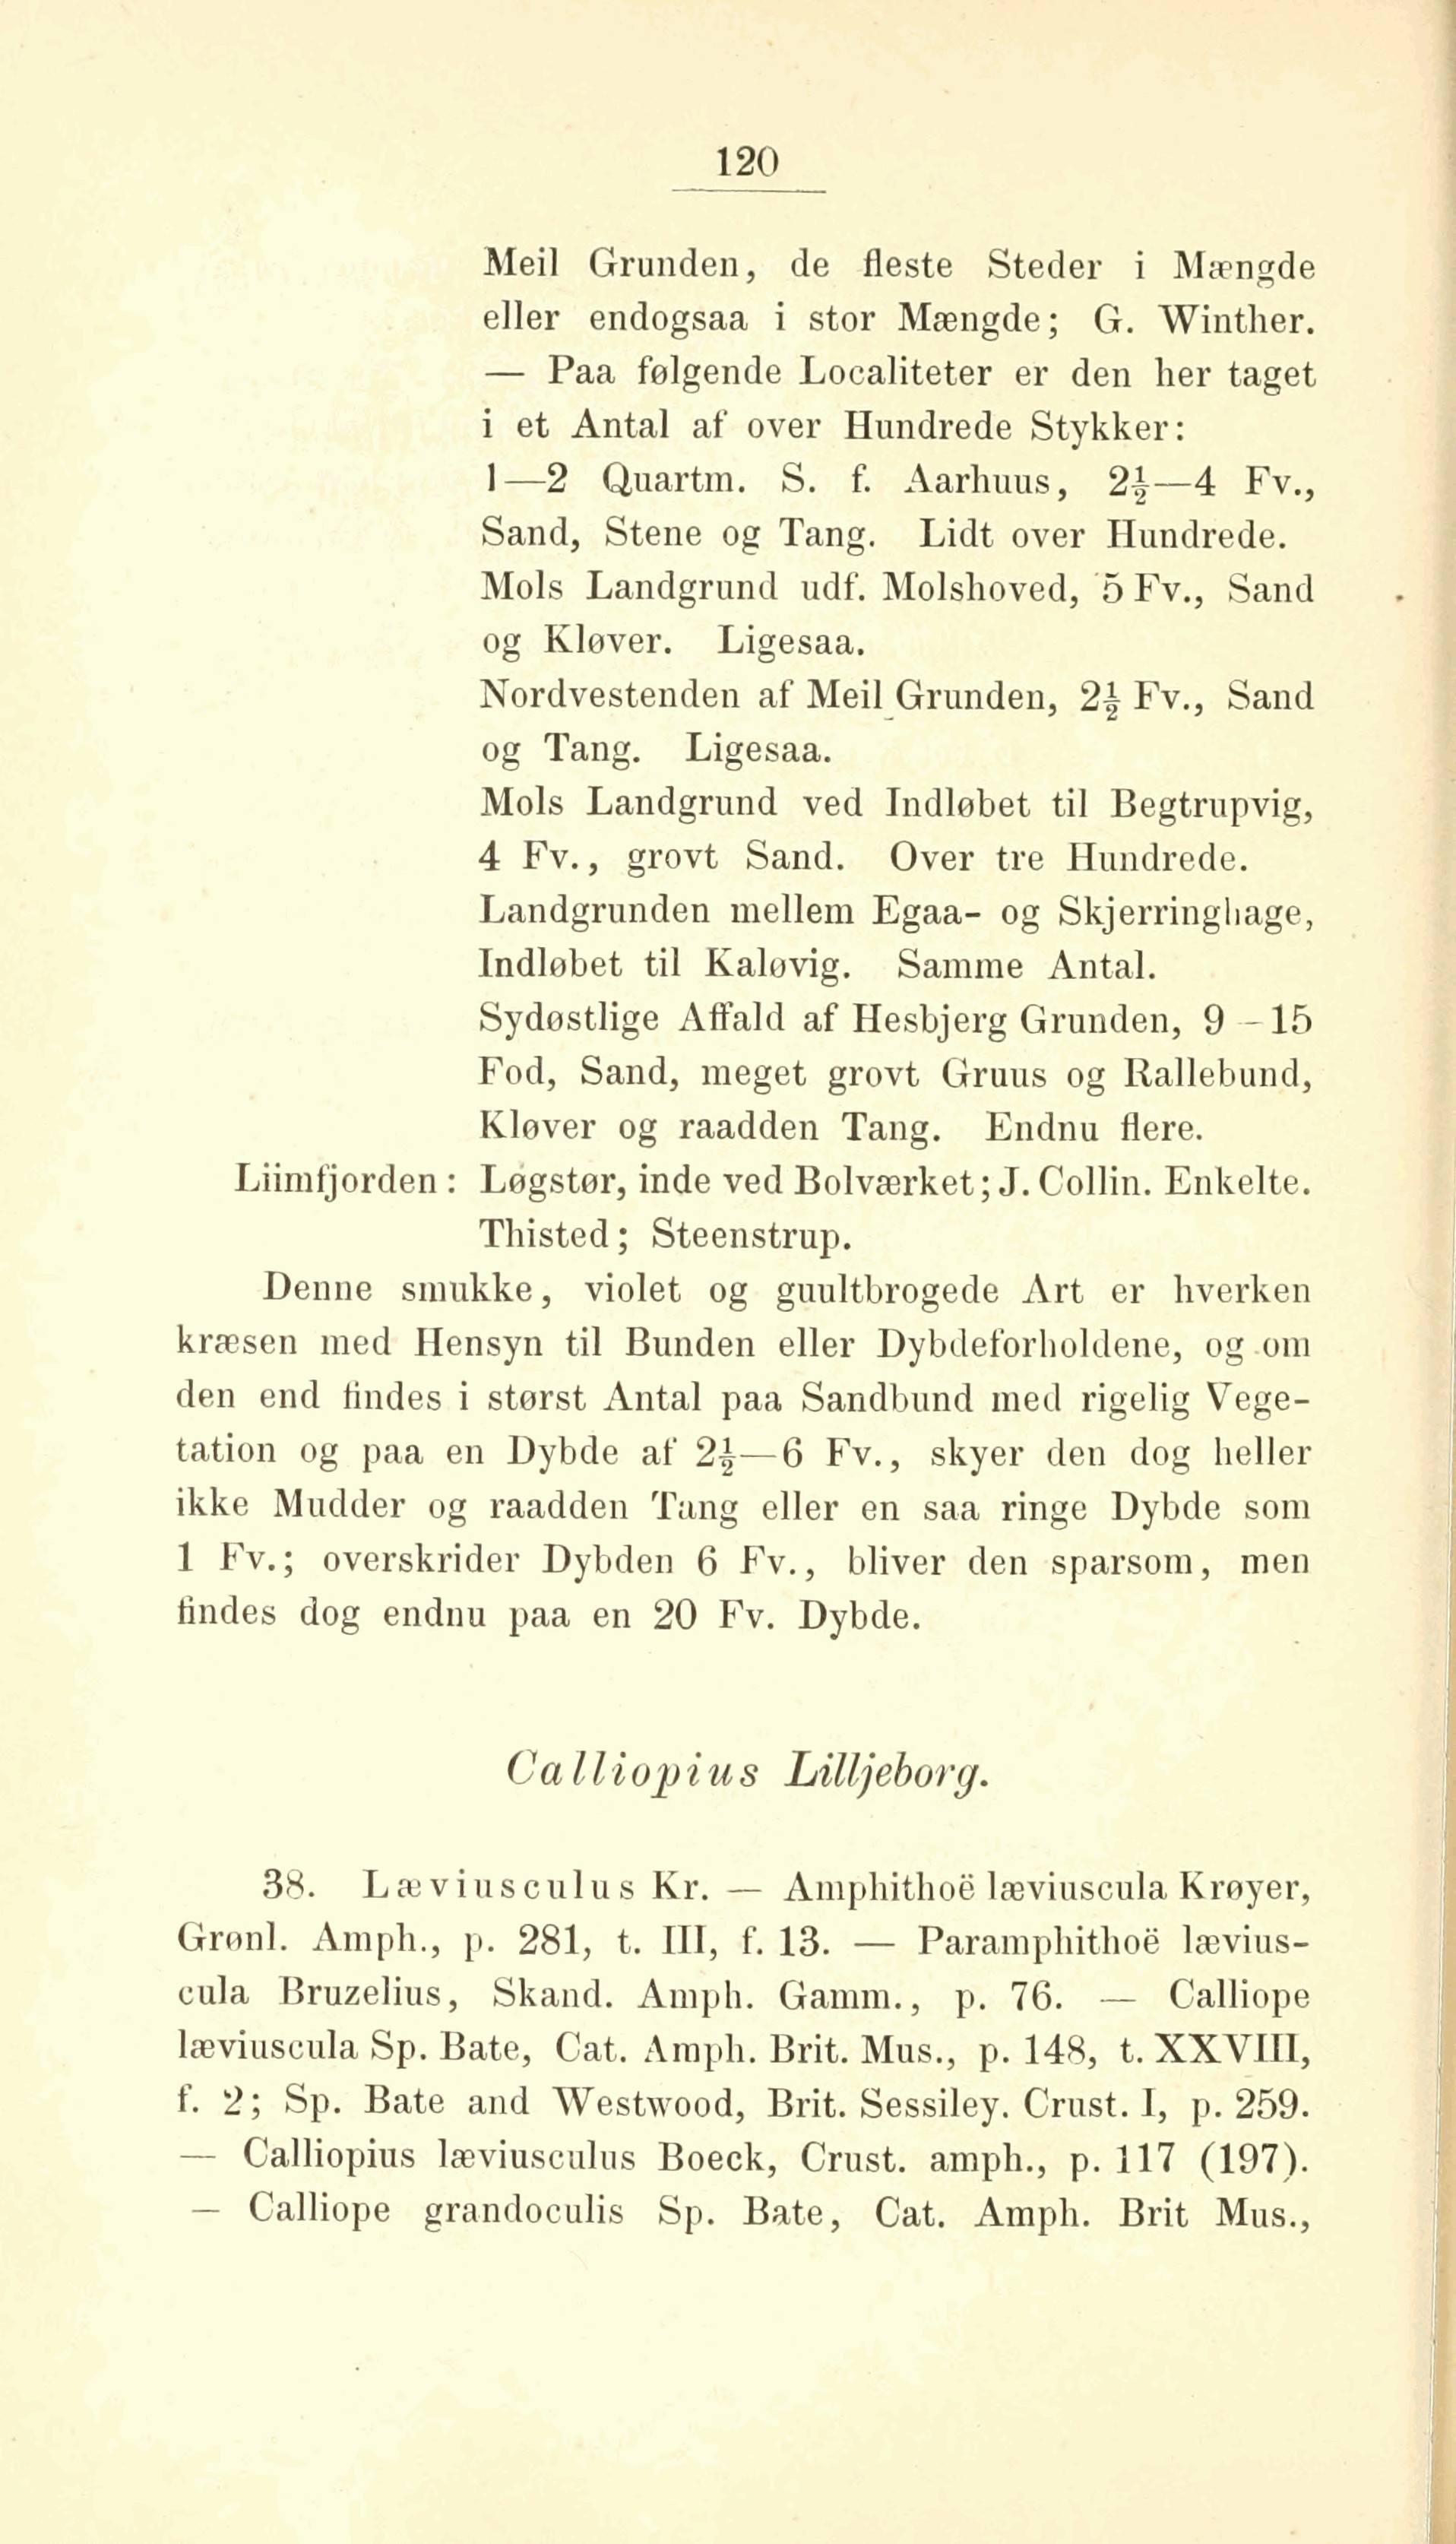 120
Meil Grunden, de fleste Steder i Mængde
eller endogsaa i stor Mængde; G. Winther.
— Paa følgende Localiteter er den her taget
i et Antal af over Hundrede Stykker:
1—2 Quartm. S. f. Aarhuus, 2½—4 Fv.,
Sand, Stene og Tang. Lidt over Hundrede.
Mols Landgrund udf. Molshoved, 5 Fv., Sand
og Kløver. Ligesaa.
Nordvestenden af Meil Grunden, 2½ Fv., Sand
og Tang. Ligesaa.
Mols Landgrund ved Indløbet til Begtrupvig,
4 Fv., grovt Sand. Over tre Hundrede.
Landgrunden mellem Egaa- og Skjerringhage,
Indløbet til Kaløvig. Samme Antal.
Sydøstlige Affald af Hesbjerg Grunden, 9 –15
Fod, Sand, meget grovt Gruus og Rallebund,
Kløver og raadden Tang. Endnu flere.
Liimfjorden: Løgstør, inde ved Bolværket; J. Collin. Enkelte.
Thisted; Steenstrup.
Denne smukke, violet og guultbrogede Art er hverken
kræsen med Hensyn til Bunden eller Dybdeforholdene, og om
den end findes i størst Antal paa Sandbund med rigelig Vege-
tation og paa en Dybde af 2½—6 Fv., skyer den dog heller
ikke Mudder og raadden Tang eller en saa ringe Dybde som
1 Fv.; overskrider Dybden 6 Fv., bliver den sparsom, men
findes dog endnu paa en 20 Fv. Dybde.
Calliopius Lilljeborg.
38. Læviusculus Kr. — Amphithoë læviuscula Krøyer,
Grønl. Amph., p. 281, t. III, f. 13. — Paramphithoë lævius-
cula Bruzelius, Skand. Amph. Gamm., p. 76. — Calliope
læviuscula Sp. Bate, Cat. Amph. Brit. Mus., p. 148, t. XXVIII,
f. 2; Sp. Bate and Westwood, Brit. Sessiley. Crust. I, p. 259.
— Calliopius læviusculus Boeck, Crust. amph., p. 117 (197).
— Calliope grandoculis Sp. Bate, Cat. Amph. Brit Mus.,